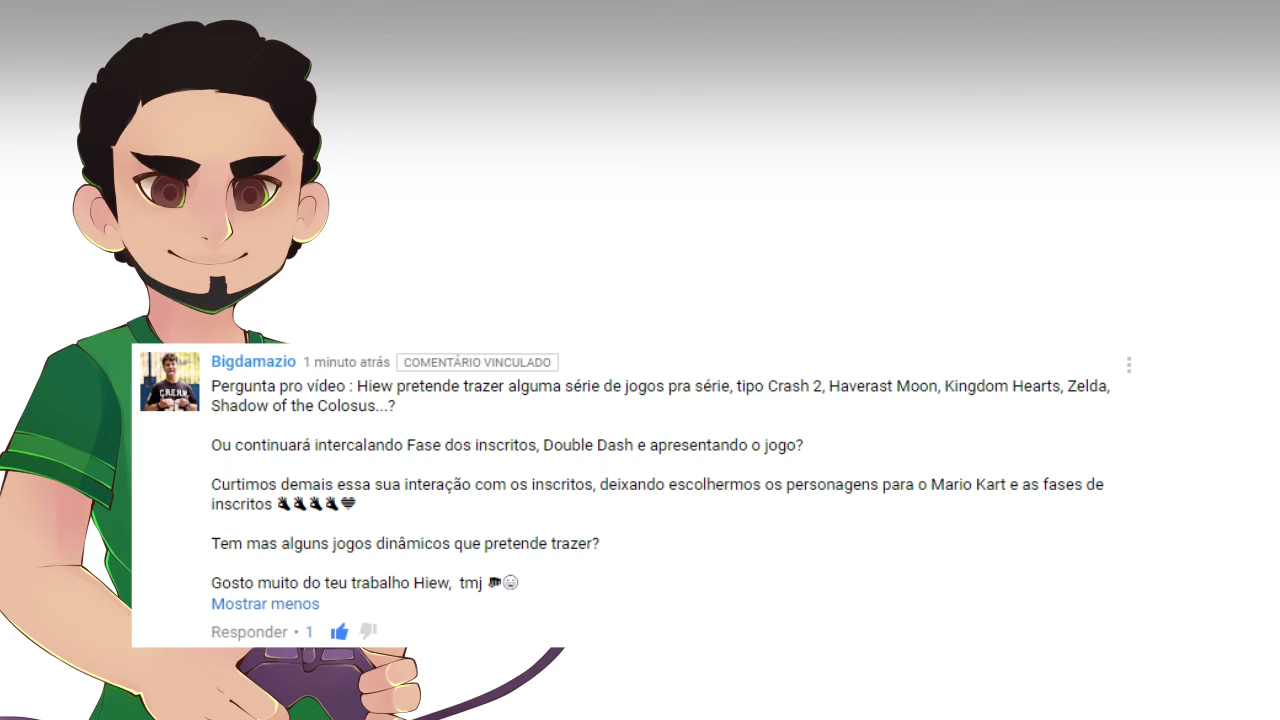 Bigdamazio 1 minuto atrás COMENTÁRIO VINCULADO
Pergunta pro vídeo : Hiew pretende trazer alguma série de jogos pra série, tipo Crash 2, Haverast Moon, Kingdom Hearts, Zelda,
Shadow of the Colosus...?
Ou continuará intercalando Fase dos inscritos, Double Dash e apresentando o jogo?
Curtimos demais essa sua interação com os inscritos, deixando escolhermos os personagens para o Mario Kart e as fases de
inscritos
Tem mas alguns jogos dinâmicos que pretende trazer?
Gosto muito do teu trabalho Hiew, tmj
Mostrar menos
Responder • 1